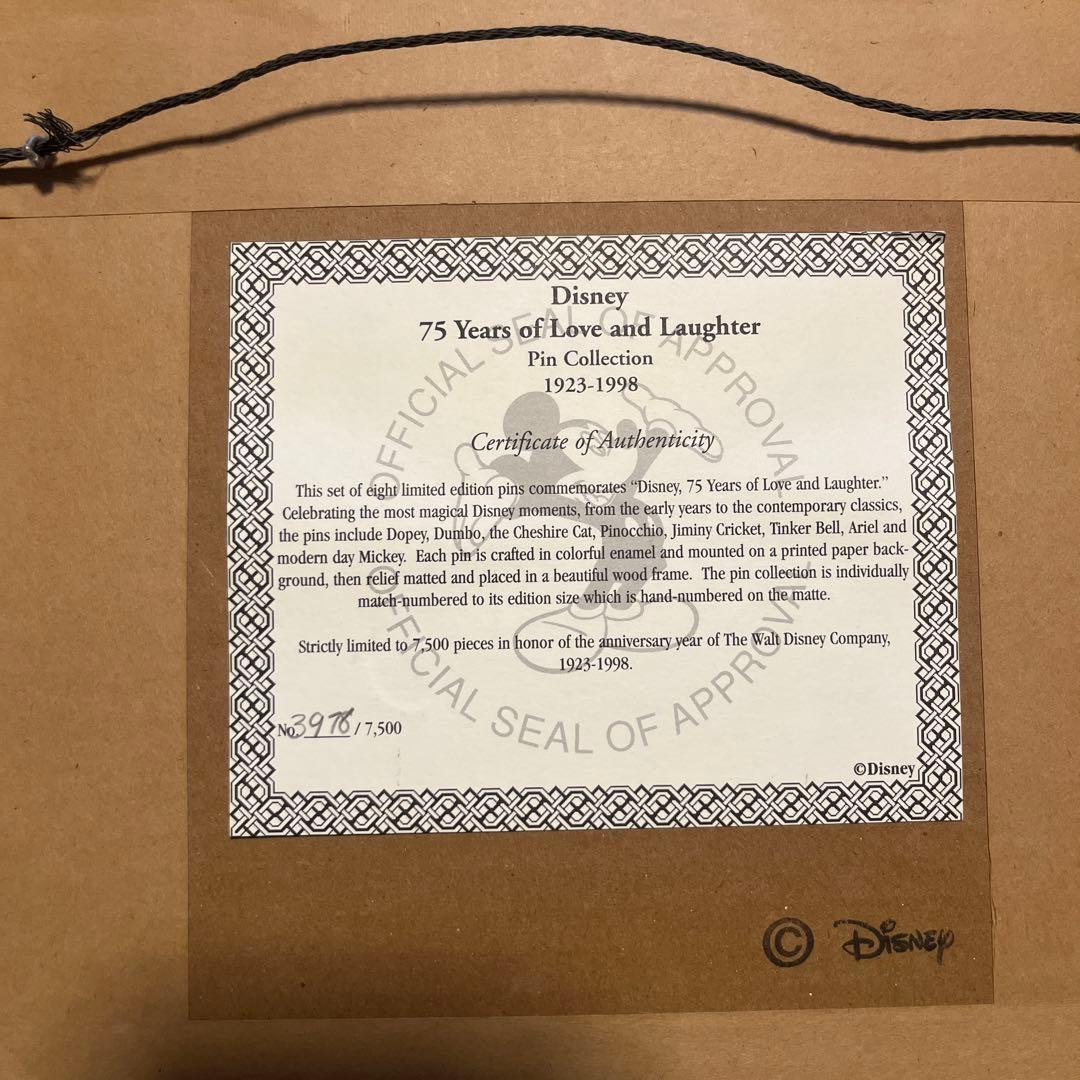 Disney
75 Years of Love and Laughter
Pin Collection
1923-1998
OFFICIAL SEAL OF APPROVAL
Certificate of Authenticity
This set of eight limited edition pins commemorates “Disney, 75 Years of Love and Laughter.”
Celebrating the most magical Disney moments, from the early years to the contemporary classics,
the pins include Dopey, Dumbo, the Cheshire Cat, Pinocchio, Jiminy Cricket, Tinker Bell, Ariel and
modern day Mickey. Each pin is crafted in colorful enamel and mounted on a printed paper back-
ground, then relief matted and placed in a beautiful wood frame. The pin collection is individually
match-numbered to its edition size which is hand-numbered on the matte.
Strictly limited to 7,500 pieces in honor of the anniversary year of The Walt Disney Company,
1923-1998.
No. 3978 / 7,500
OFFICIAL SEAL OF APPROVAL
©Disney
© Disney